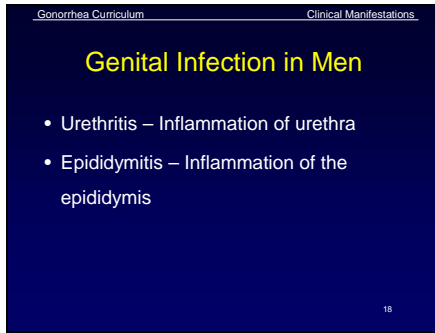 Gonorrhea Curriculum Clinical Manifestations
Genital Infection in Men
• Urethritis – Inflammation of urethra
• Epididymitis – Inflammation of the
epididymis
18